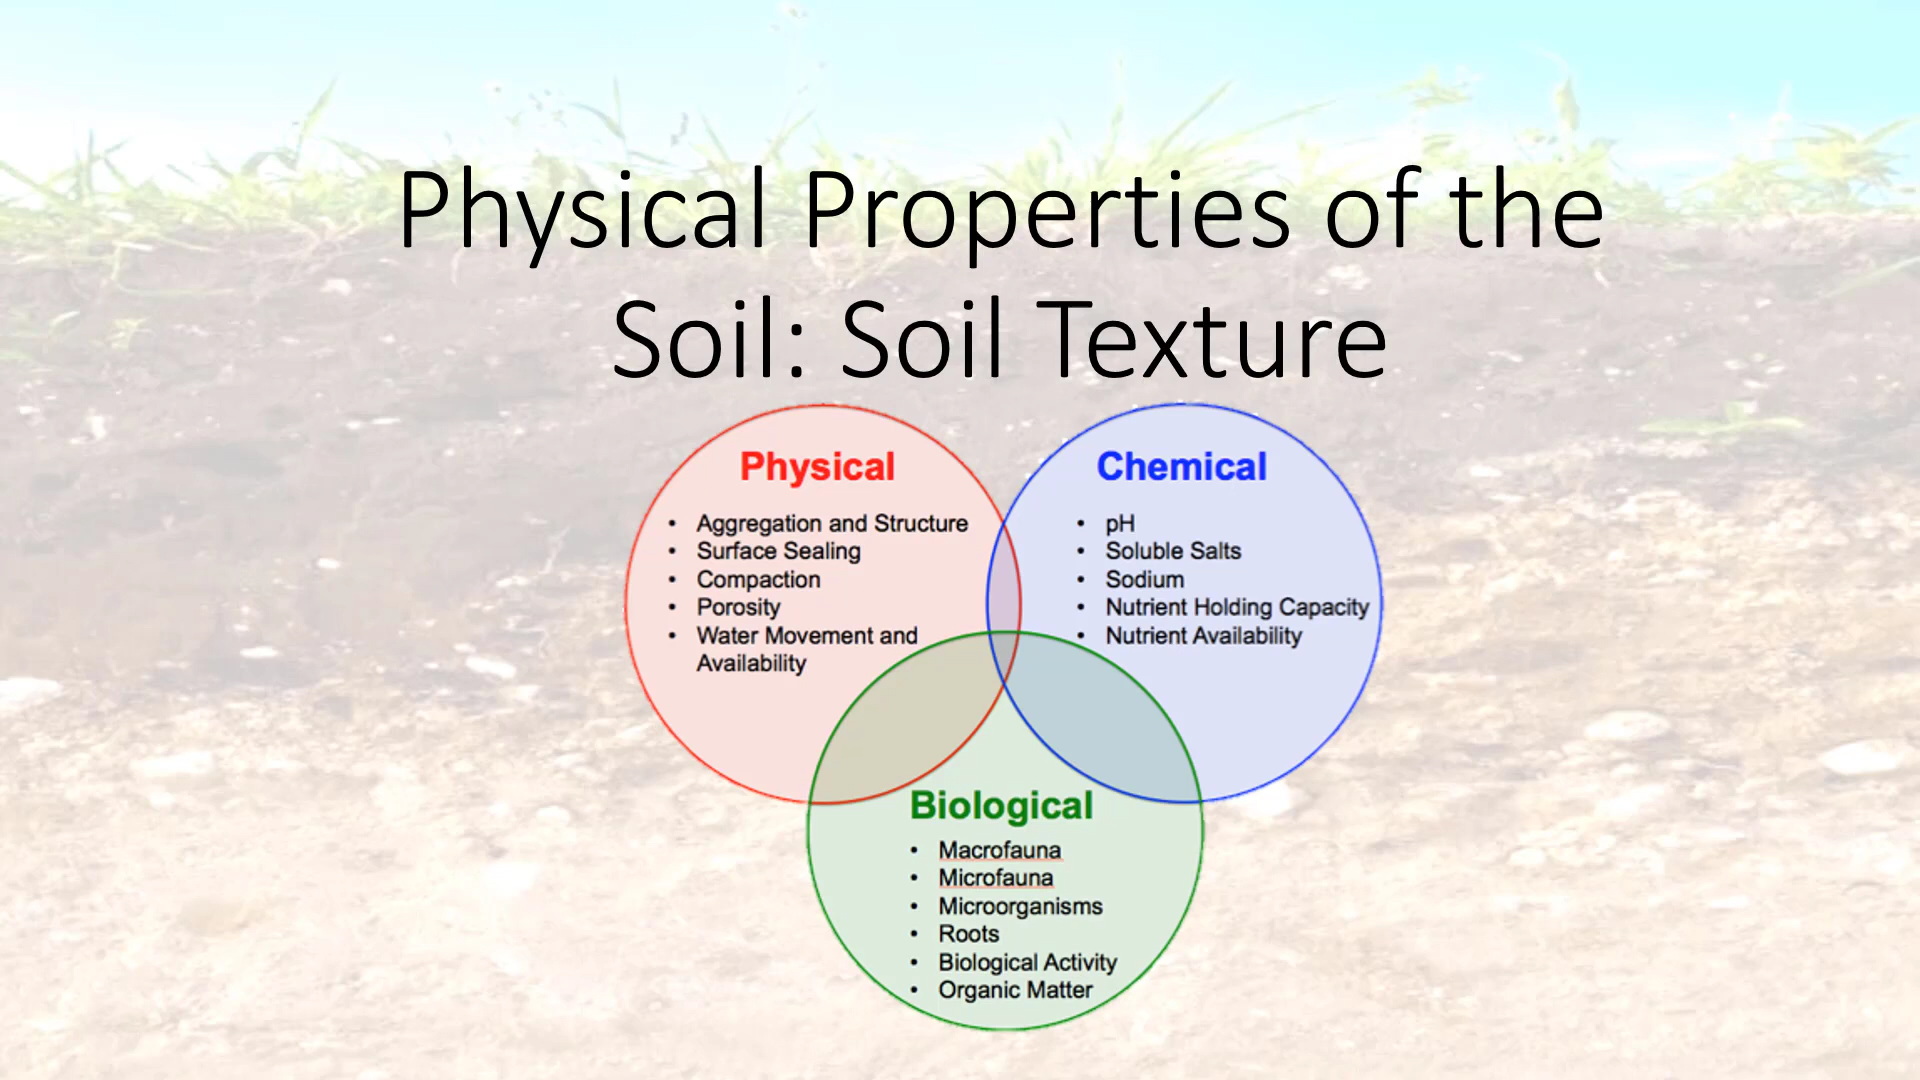 Physical Properties of the
Soil: Soil Texture
Physical
• Aggregation and Structure
• Surface Sealing
• Compaction
• Porosity
• Water Movement and
Availability
Chemical
• pH
• Soluble Salts
• Sodium
• Nutrient Holding Capacity
• Nutrient Availability
Biological
• Macrofauna
• Microfauna
• Microorganisms
• Roots
• Biological Activity
• Organic Matter